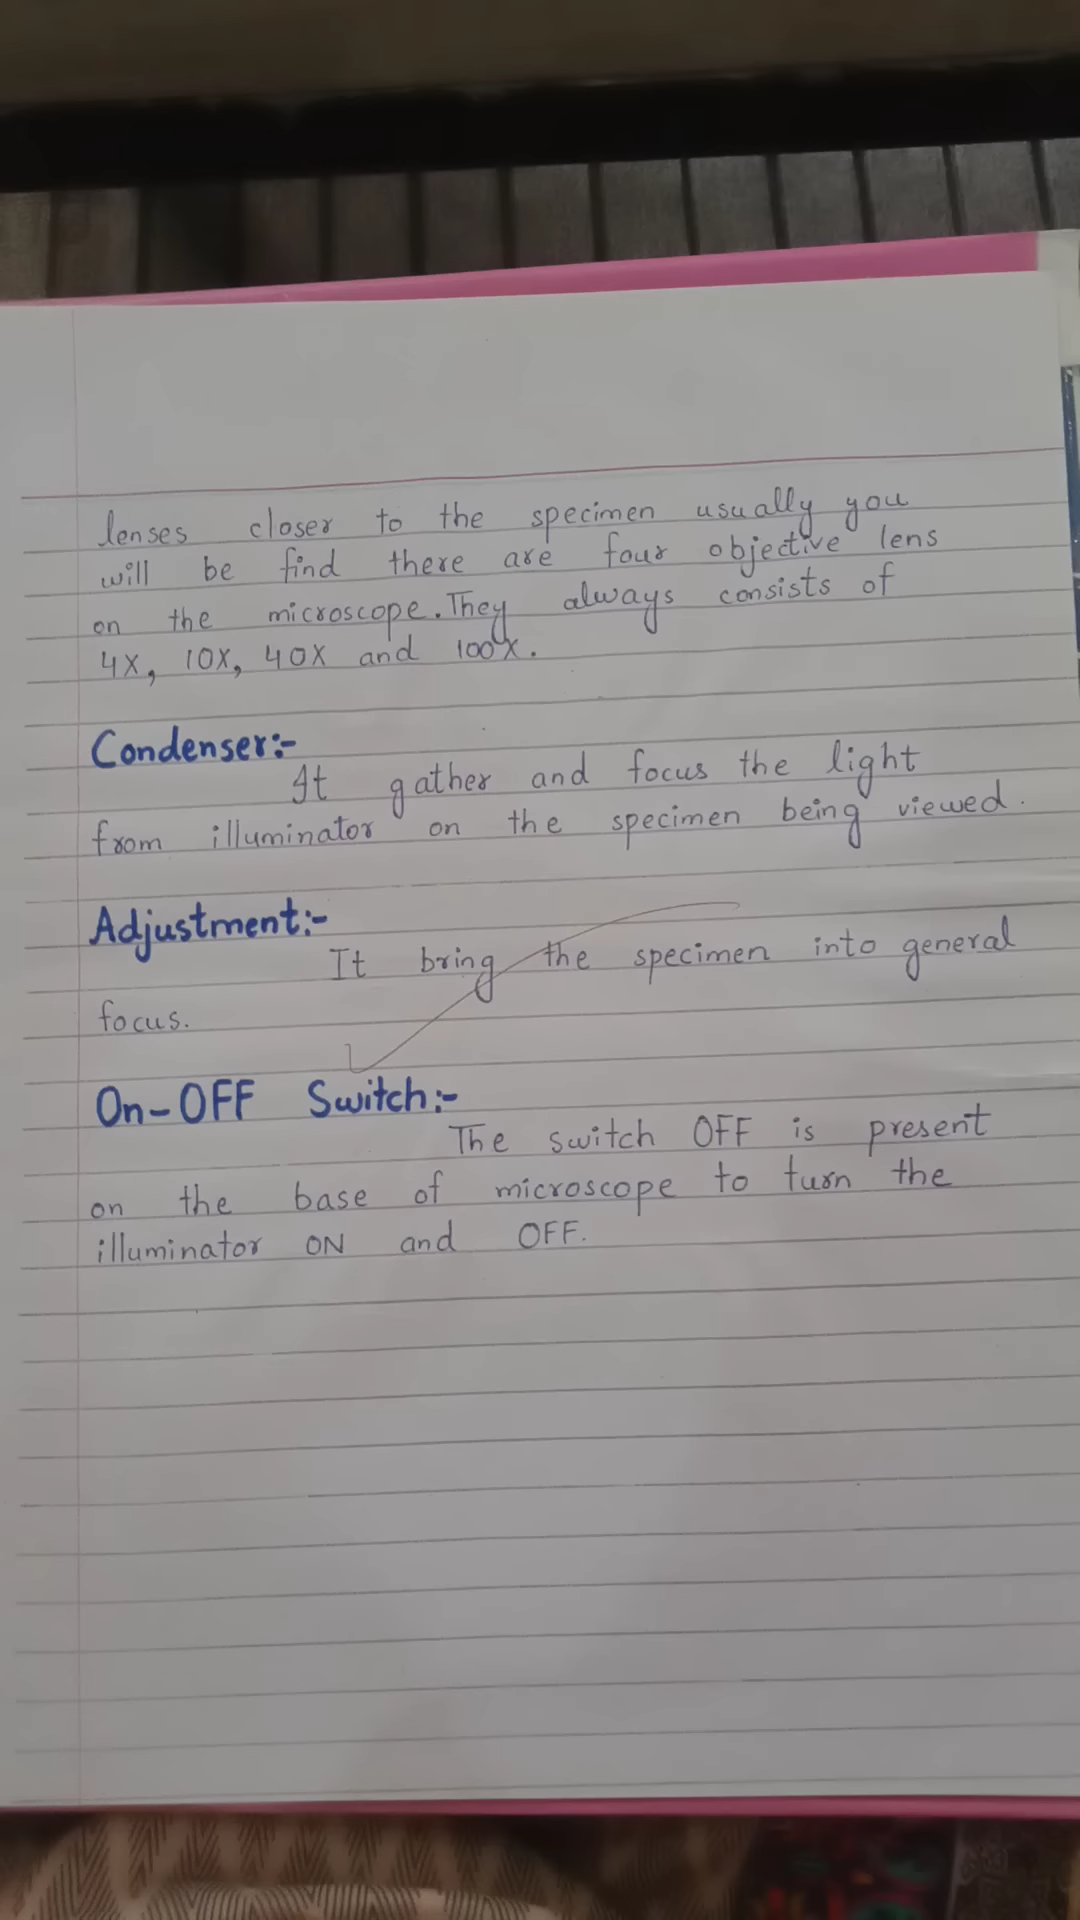 lenses closer to the specimen usually you
will be find there are four objective lens
on the microscope. They always consists of
4X, 10X, 40X and 100X.
Condenser:-
It gather and focus the light
from illuminator on the specimen being viewed.
Adjustment:-
It bring the specimen into general
focus.
On-OFF Switch:-
The switch OFF is present
on the base of microscope to turn the
illuminator ON and OFF.